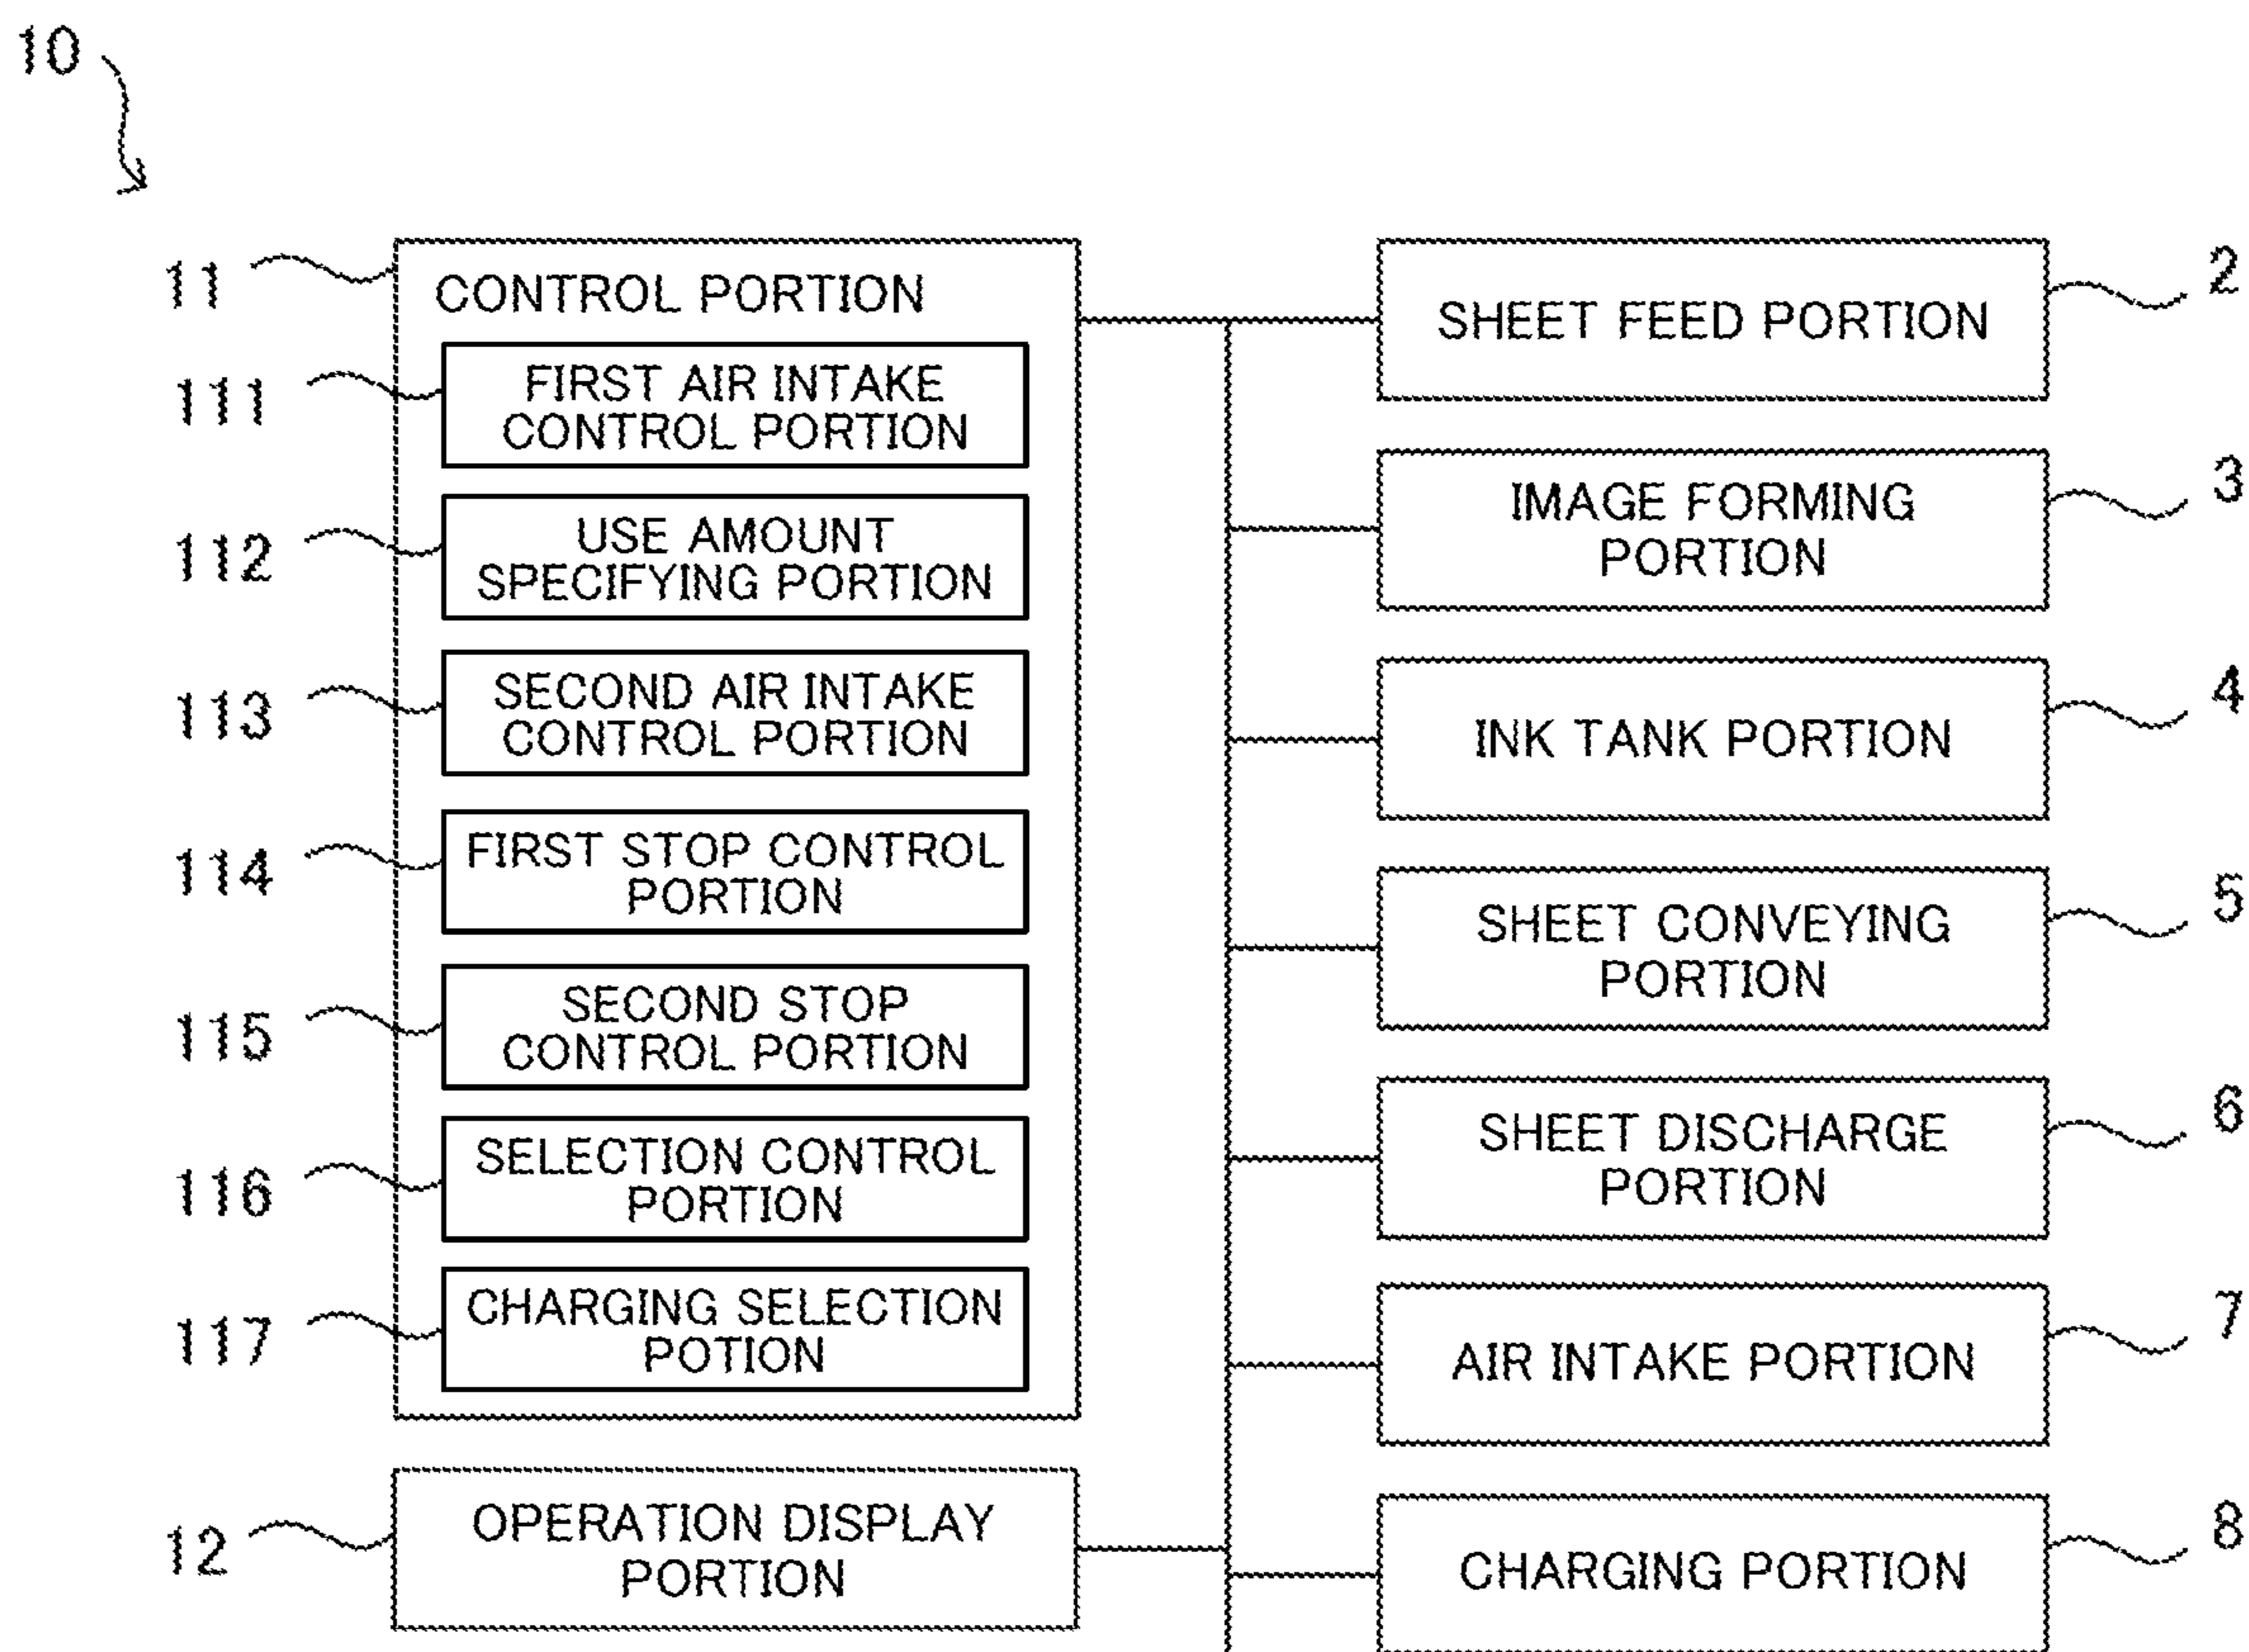 10
11
CONTROL PORTION
111
FIRST AIR INTAKE
CONTROL PORTION
112
USE AMOUNT
SPECIFYING PORTION
113
SECOND AIR INTAKE
CONTROL PORTION
114
FIRST STOP CONTROL
PORTION
115
SECOND STOP
CONTROL PORTION
116
SELECTION CONTROL
PORTION
117
CHARGING SELECTION
POTION
12
OPERATION DISPLAY
PORTION
SHEET FEED PORTION
2
IMAGE FORMING
PORTION
3
INK TANK PORTION
4
SHEET CONVEYING
PORTION
5
SHEET DISCHARGE
PORTION
6
AIR INTAKE PORTION
7
CHARGING PORTION
8